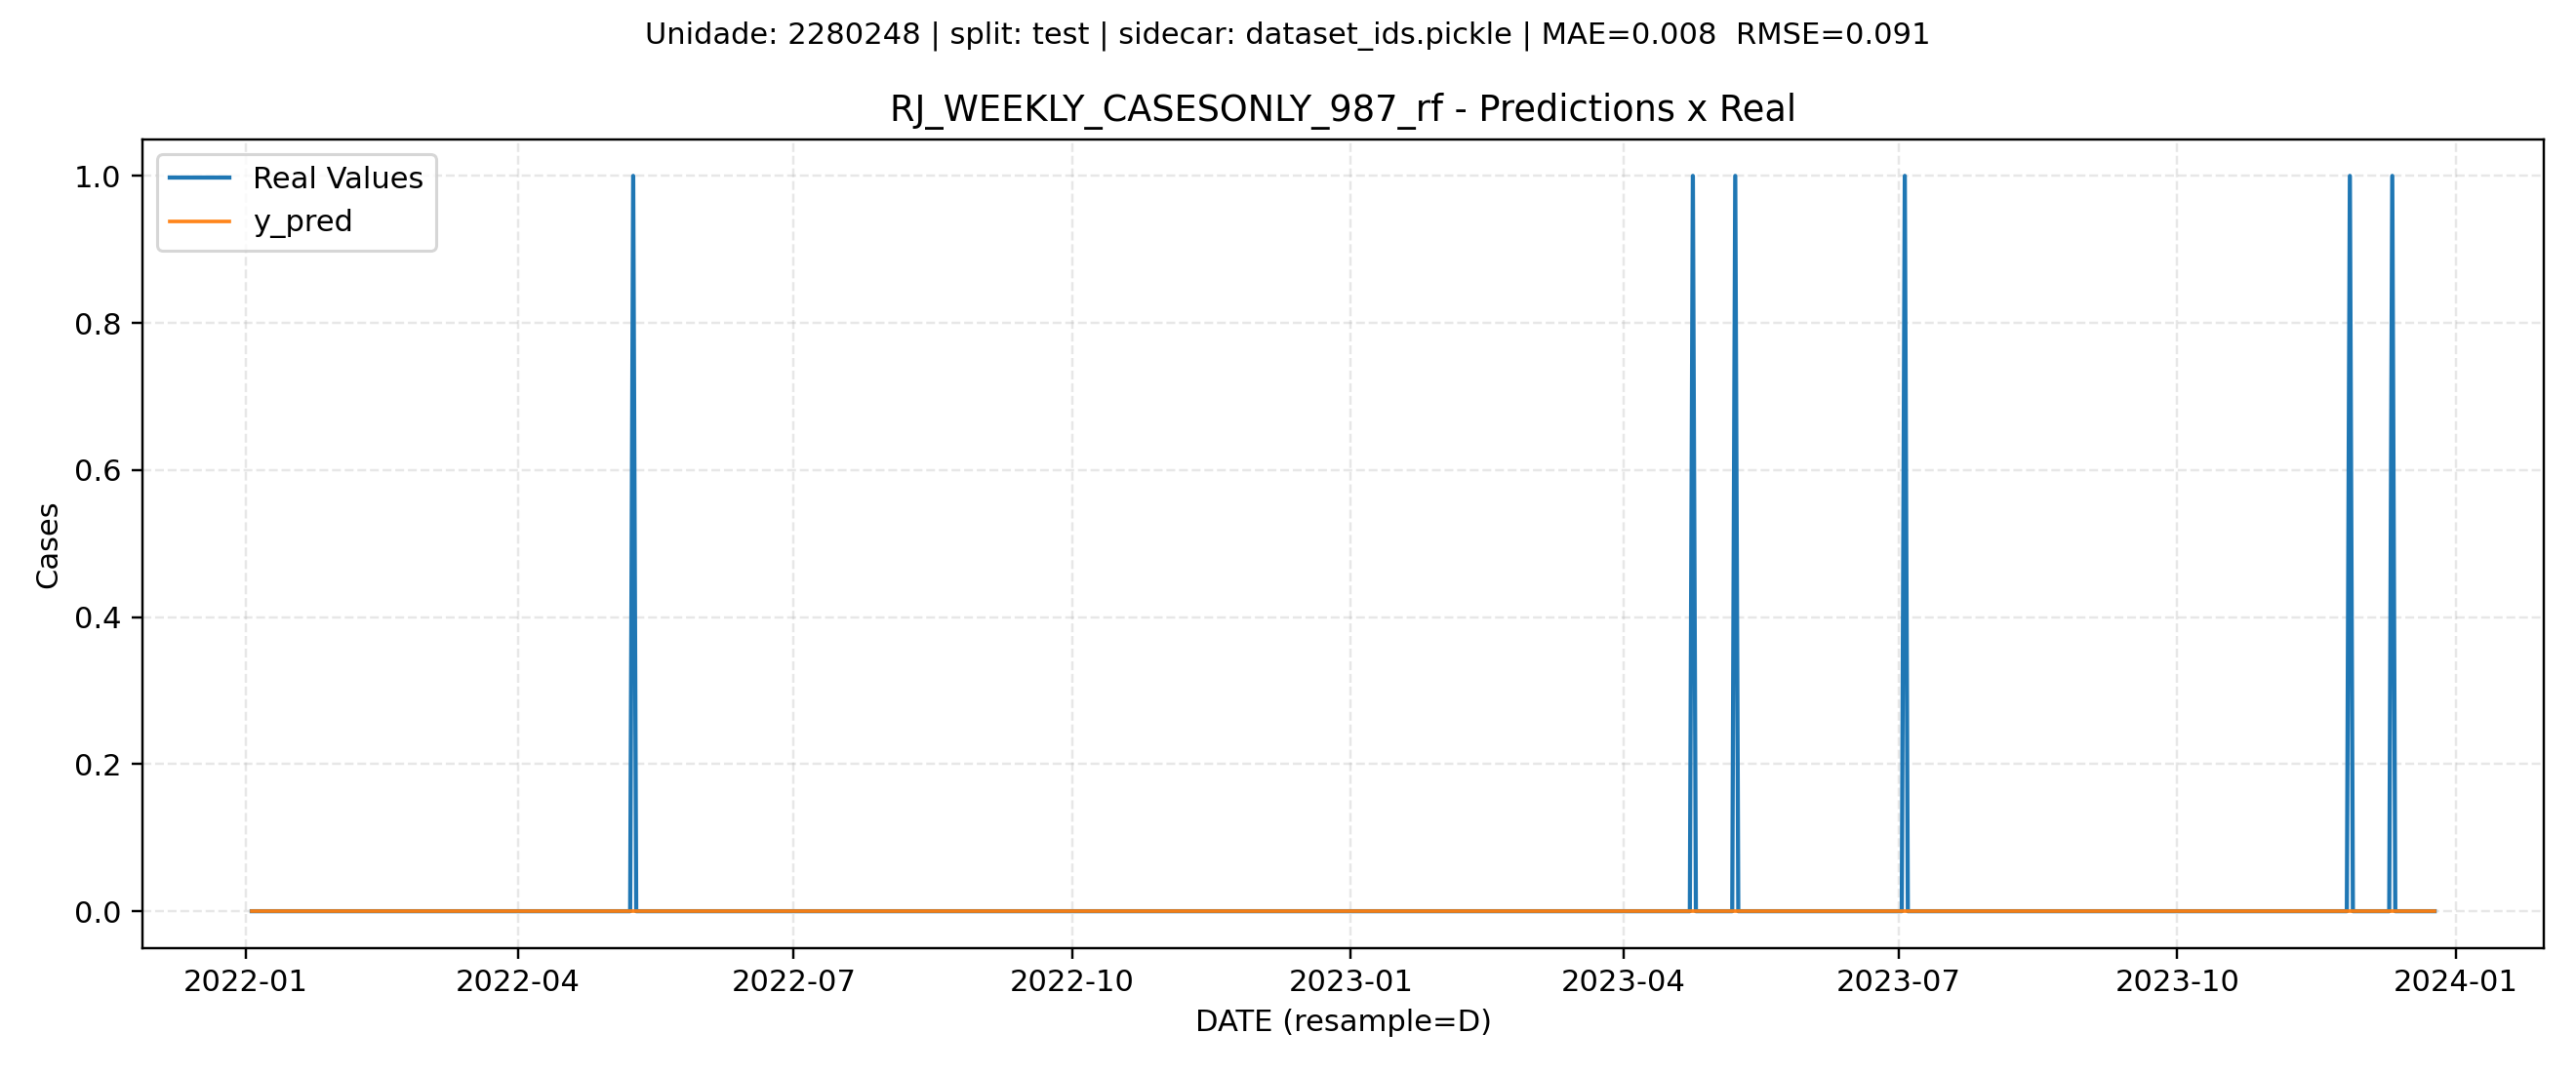 Unidade: 2280248 | split: test | sidecar: dataset_ids.pickle | MAE=0.008  RMSE=0.091
RJ_WEEKLY_CASESONLY_987_rf - Predictions x Real
Real Values
y_pred
1.0
0.8
0.6
0.4
0.2
0.0
Cases
2022-01 2022-04 2022-07 2022-10 2023-01 2023-04 2023-07 2023-10 2024-01
DATE (resample=D)